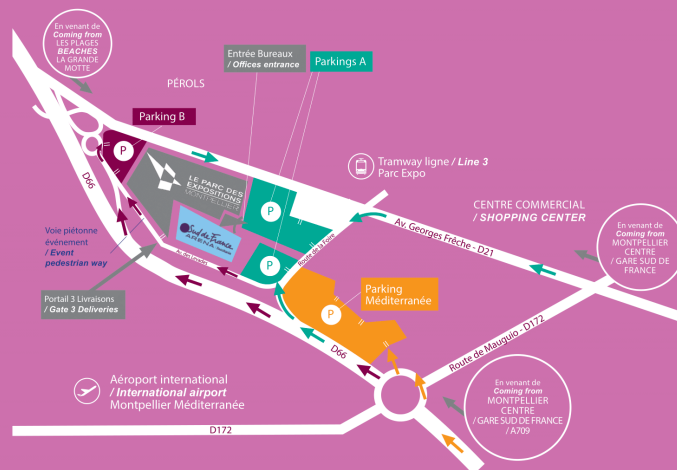 En venant de
Coming from
LES PLAGES
BEACHES
LA GRANDE
MOTTE
PÉROLS
Entrée Bureaux
/ Offices entrance
Parkings A
Parking B
P
LE PARC DES
EXPOSITIONS
MONTPELLIER
Sud de France
ARENA
P
P
Tramway ligne / Line 3
Parc Expo
CENTRE COMMERCIAL
/ SHOPPING CENTER
Av. Georges Frêche - D21
En venant de
Coming from
MONTPELLIER
CENTRE
/ GARE SUD DE
FRANCE
D66
Voie piétonne
événement
/ Event
pedestrian way
Route de la Foire
Portail 3 Livraisons
/ Gate 3 Deliveries
Parking
Méditerranée
P
D66
Route de Mauguio - D172
Aéroport international
/ International airport
Montpellier Méditerranée
En venant de
Coming from
MONTPELLIER
CENTRE
/ GARE SUD DE FRANCE
/ A709
D172